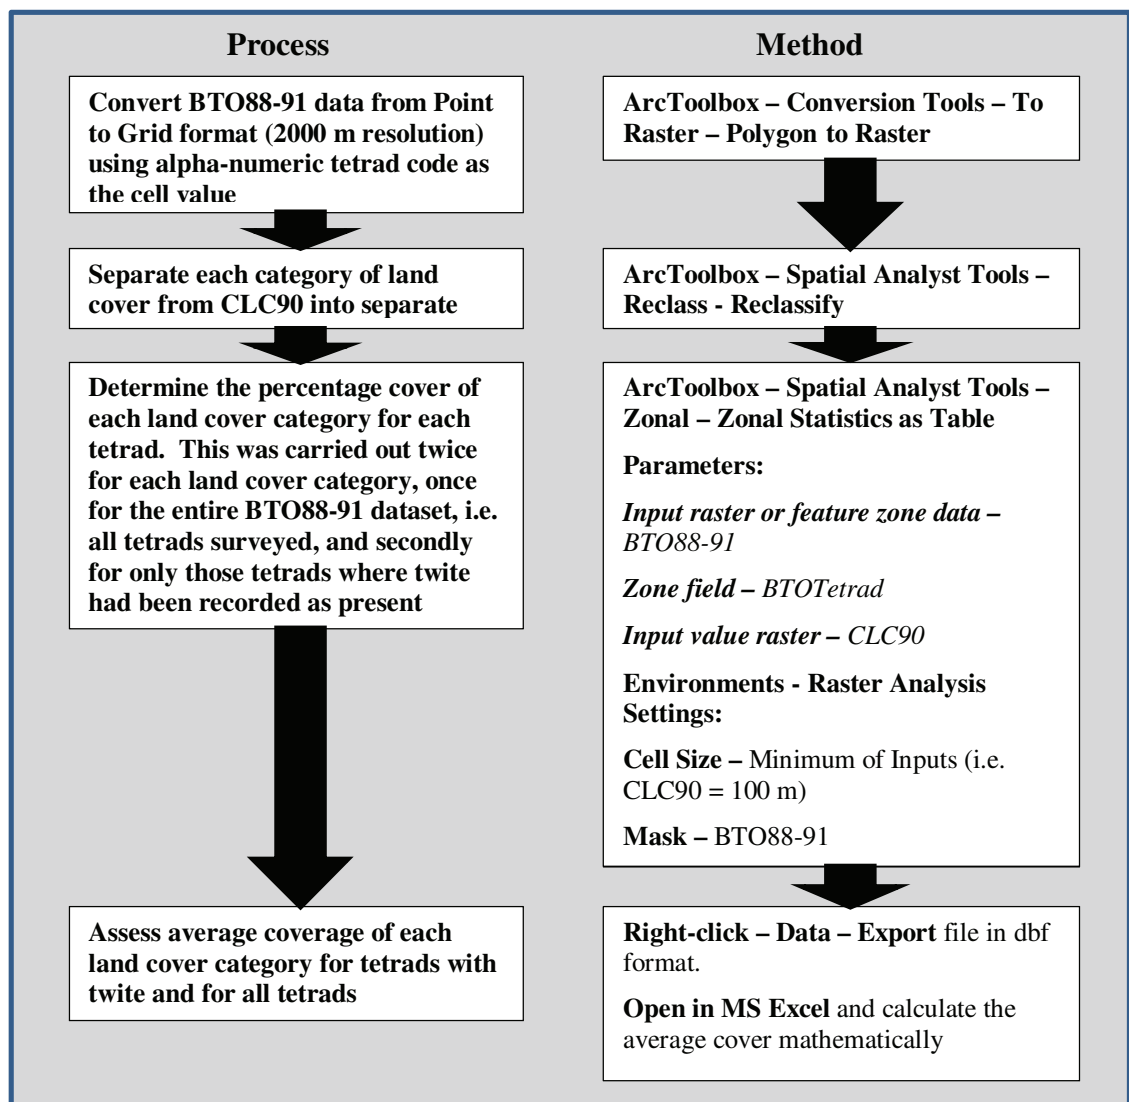 Process
Convert BTO88-91 data from Point
to Grid format (2000 m resolution)
using alpha-numeric tetrad code as
the cell value
Separate each category of land
cover from CLC90 into separate
Determine the percentage cover of
each land cover category for each
tetrad.  This was carried out twice
for each land cover category, once
for the entire BTO88-91 dataset, i.e.
all tetrads surveyed, and secondly
for only those tetrads where twite
had been recorded as present
Assess average coverage of each
land cover category for tetrads with
twite and for all tetrads
Method
ArcToolbox – Conversion Tools – To
Raster – Polygon to Raster
ArcToolbox – Spatial Analyst Tools –
Reclass - Reclassify
ArcToolbox – Spatial Analyst Tools –
Zonal – Zonal Statistics as Table
Parameters:
Input raster or feature zone data –
BTO88-91
Zone field – BTOTetrad
Input value raster – CLC90
Environments - Raster Analysis
Settings:
Cell Size – Minimum of Inputs (i.e.
CLC90 = 100 m)
Mask – BTO88-91
Right-click – Data – Export file in dbf
format.
Open in MS Excel and calculate the
average cover mathematically